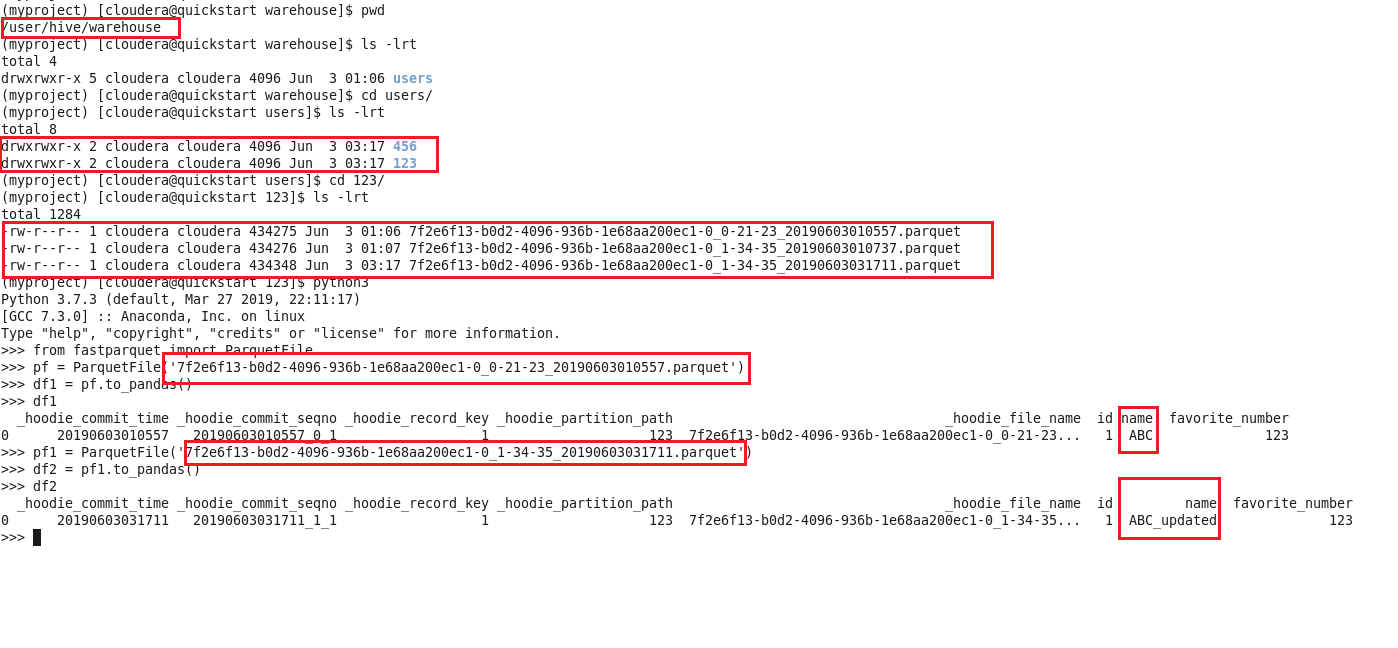 (myproject) [cloudera@quickstart warehouse]$ pwd
/user/hive/warehouse
(myproject) [cloudera@quickstart warehouse]$ ls -lrt
total 4
drwxrwxr-x 5 cloudera cloudera 4096 Jun  3 01:06 users
(myproject) [cloudera@quickstart warehouse]$ cd users/
(myproject) [cloudera@quickstart users]$ ls -lrt
total 8
drwxrwxr-x 2 cloudera cloudera 4096 Jun  3 03:17 456
drwxrwxr-x 2 cloudera cloudera 4096 Jun  3 03:17 123
(myproject) [cloudera@quickstart users]$ cd 123/
(myproject) [cloudera@quickstart 123]$ ls -lrt
total 1284
-rw-r--r-- 1 cloudera cloudera 434275 Jun  3 01:06 7f2e6f13-b0d2-4096-936b-1e68aa200ec1-0_0-21-23_20190603010557.parquet
-rw-r--r-- 1 cloudera cloudera 434276 Jun  3 01:07 7f2e6f13-b0d2-4096-936b-1e68aa200ec1-0_1-34-35_20190603010737.parquet
-rw-r--r-- 1 cloudera cloudera 434348 Jun  3 03:17 7f2e6f13-b0d2-4096-936b-1e68aa200ec1-0_1-34-35_20190603031711.parquet
(myproject) [cloudera@quickstart 123]$ python3
Python 3.7.3 (default, Mar 27 2019, 22:11:17)
[GCC 7.3.0] :: Anaconda, Inc. on linux
Type "help", "copyright", "credits" or "license" for more information.
>>> from fastparquet import ParquetFile
>>> pf = ParquetFile('7f2e6f13-b0d2-4096-936b-1e68aa200ec1-0_0-21-23_20190603010557.parquet')
>>> df1 = pf.to_pandas()
>>> df1
  _hoodie_commit_time _hoodie_commit_seqno _hoodie_record_key _hoodie_partition_path                                  _hoodie_file_name  id name  favorite_number
0      20190603010557   20190603010557_0_1                  1                    123  7f2e6f13-b0d2-4096-936b-1e68aa200ec1-0_0-21-23...   1  ABC              123
>>> pf1 = ParquetFile('7f2e6f13-b0d2-4096-936b-1e68aa200ec1-0_1-34-35_20190603031711.parquet')
>>> df2 = pf1.to_pandas()
>>> df2
  _hoodie_commit_time _hoodie_commit_seqno _hoodie_record_key _hoodie_partition_path                                  _hoodie_file_name  id         name  favorite_number
0      20190603031711   20190603031711_1_1                  1                    123  7f2e6f13-b0d2-4096-936b-1e68aa200ec1-0_1-34-35...   1  ABC_updated              123
>>>